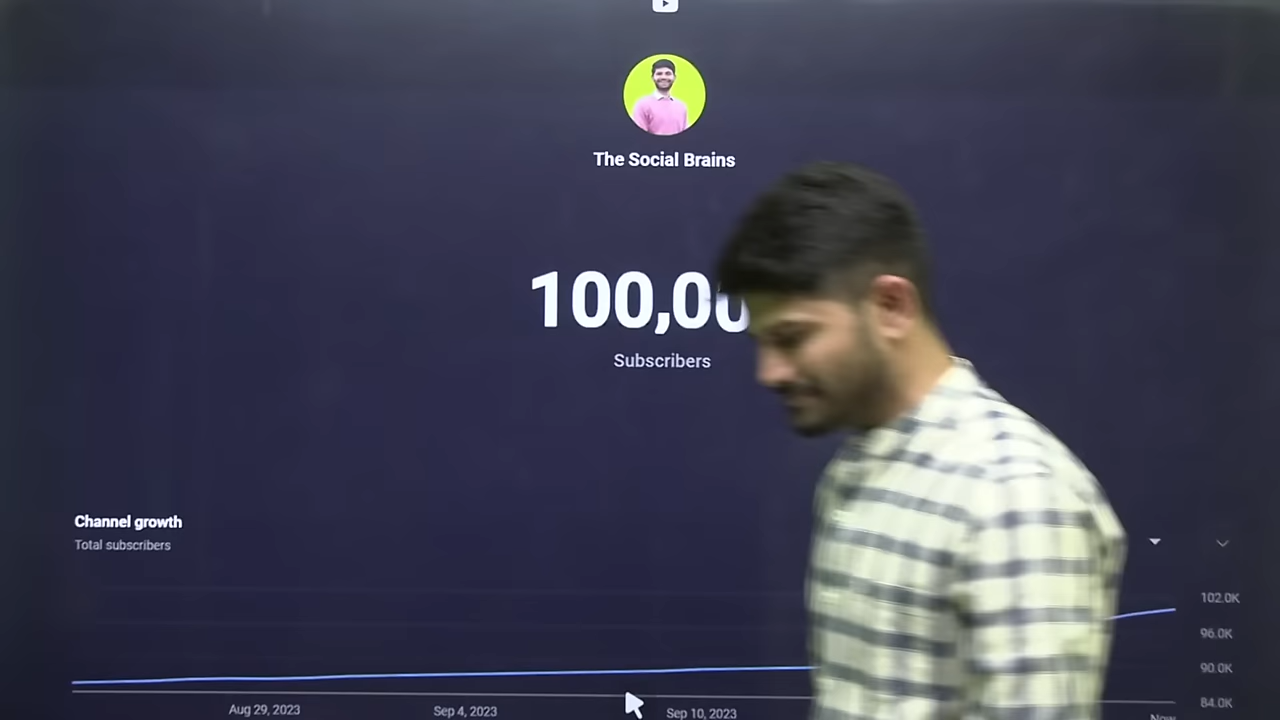 The Social Brains
100,00
Subscribers
Channel growth
Total subscribers
102.0K
96.0K
90.0K
84.0K
Aug 29, 2023
Sep 4, 2023
Sep 10, 2023
Now